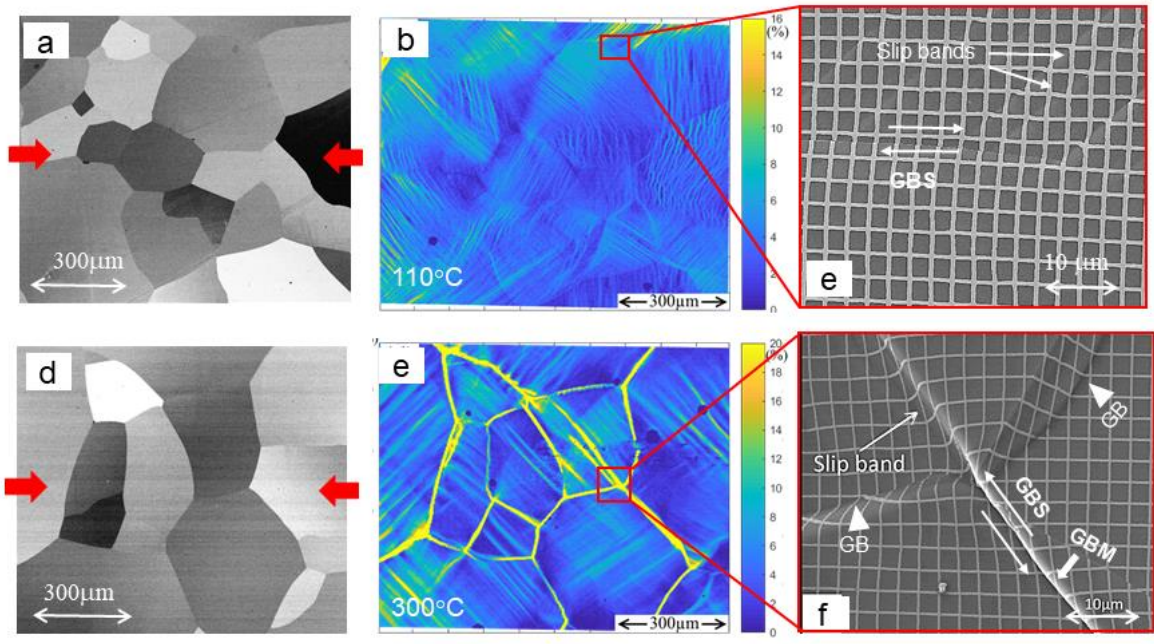 a
300μm
b
16
(%)
14
12
10
8
6
4
2
0
110°C
300μm
Slip bands
GBS
10 μm
e
d
300μm
e
20
(%)
18
16
14
12
10
8
6
4
2
0
300°C
300μm
GB
Slip band
GBS
GB
GBM
10μm
f